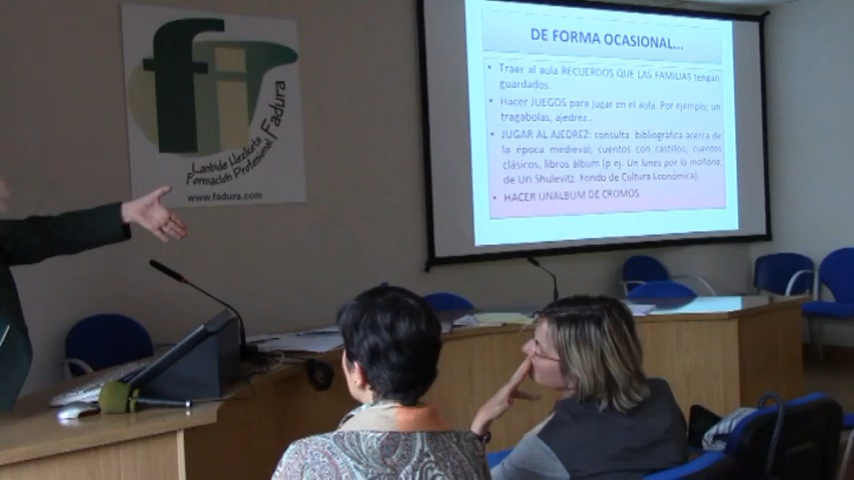 fi
Lanbide Heziketa
Formación Profesional Fadura
www.fadura.com
DE FORMA OCASIONAL...
• Traer al aula RECUERDOS QUE LAS FAMILIAS tengan
guardados.
• Hacer JUEGOS para jugar en el aula. Por ejemplo, un
tragabolas, ajedrez...
• JUGAR AL AJEDREZ: consulta bibliográfica acerca de
la época medieval; cuentos con castillos; cuentos
clásicos, libros álbum (p ej. Un lunes por la mañana,
de Uri Shulevitz. Fondo de Cultura Económica)
• HACER UNALBUM DE CROMOS.